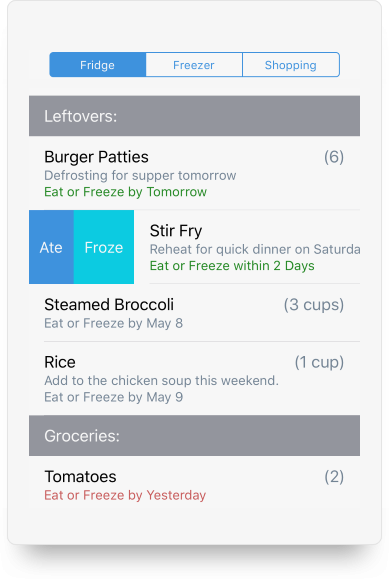 Fridge Freezer Shopping
Leftovers:
Burger Patties (6)
Defrosting for supper tomorrow
Eat or Freeze by Tomorrow
Ate Froze
Stir Fry
Reheat for quick dinner on Saturda
Eat or Freeze within 2 Days
Steamed Broccoli (3 cups)
Eat or Freeze by May 8
Rice (1 cup)
Add to the chicken soup this weekend.
Eat or Freeze by May 9
Groceries:
Tomatoes (2)
Eat or Freeze by Yesterday